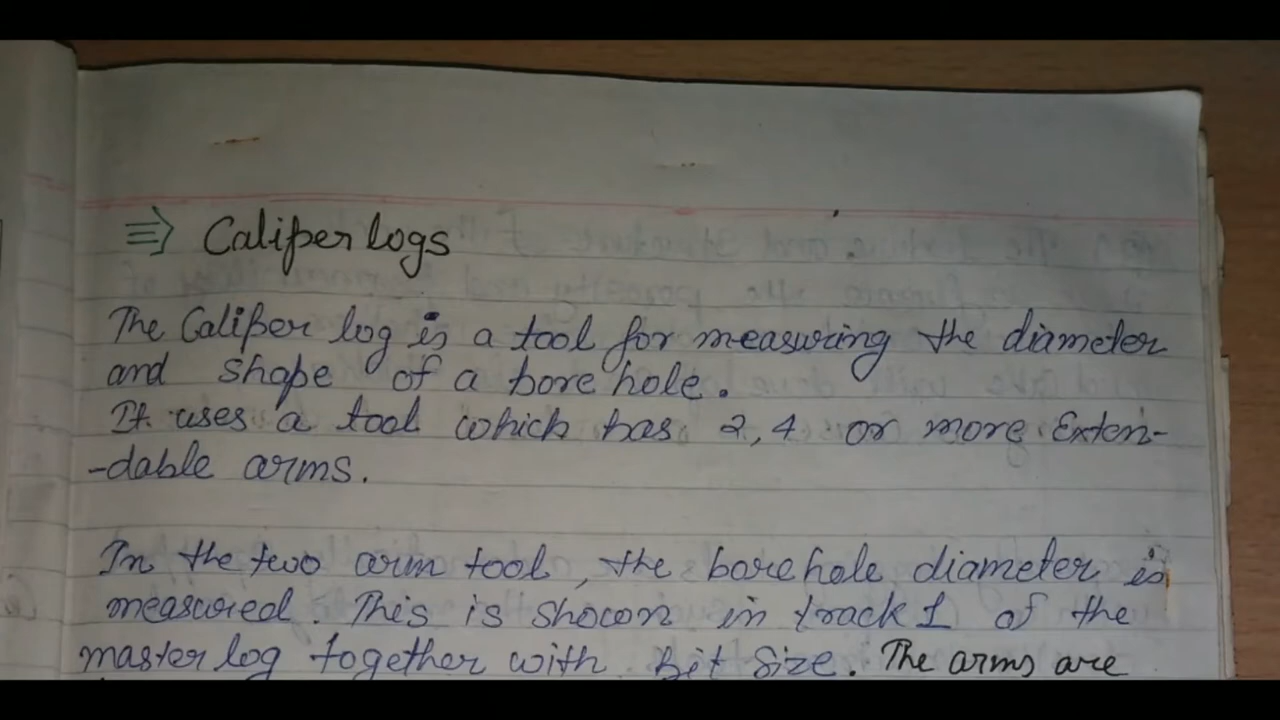 ⇒ Caliper logs
The Caliper log is a tool for measuring the diameter
and shape of a bore hole.
It uses a tool which has 2, 4 or more Exten-
-dable arms.
In the two arm tool, the borehole diameter is
measured. This is shown in track 1 of the
master log together with Bit Size. The arms are